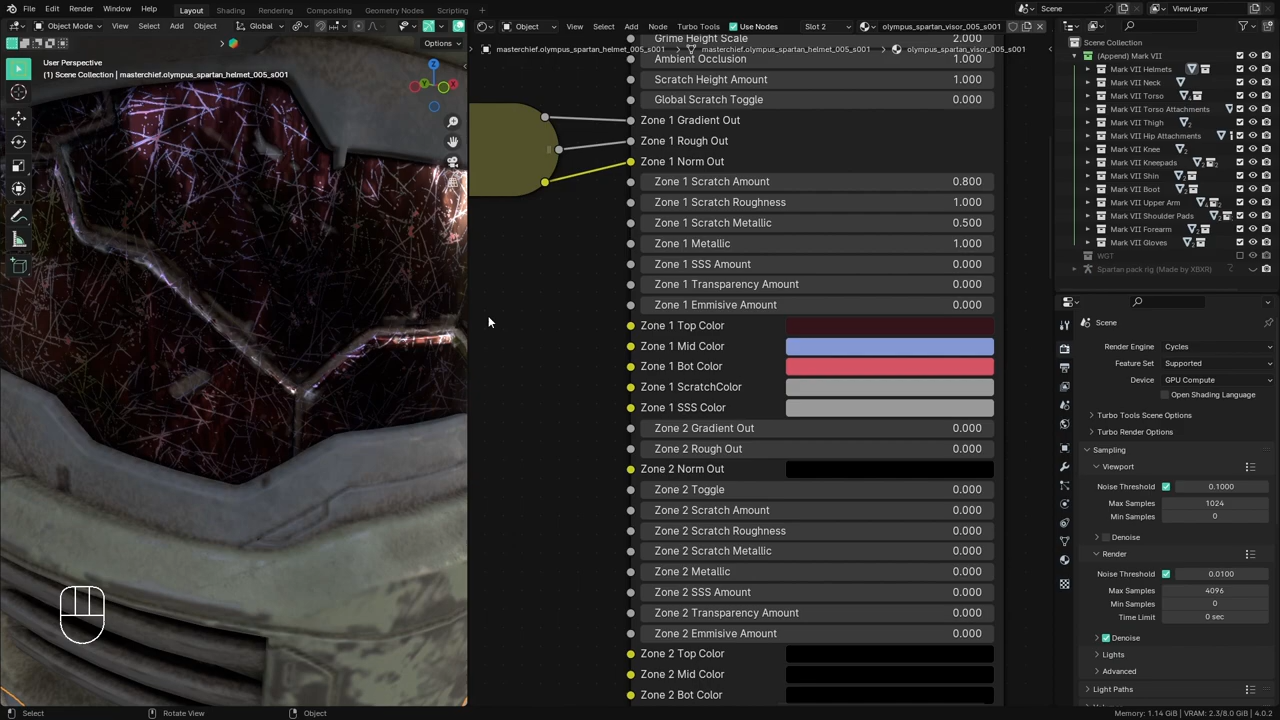 File Edit Render Window Help Layout Shading Rendering Compositing Geometry Nodes Scripting Scene ViewLayer
Object Mode View Select Add Object Global Object View Select Add Node Turbo Tools Use Nodes Slot 2 olympus_spartan_visor_005_s001
Options
masterchief.olympus_spartan_helmet_005_s001 masterchief.olympus_spartan_helmet_005_s001 olympus_spartan_visor_005_s001
User Perspective
(1) Scene Collection | masterchief.olympus_spartan_helmet_005_s001
Grime Height Scale 2.000
Ambient Occlusion 1.000
Scratch Height Amount 1.000
Global Scratch Toggle 0.000
Zone 1 Gradient Out
Zone 1 Rough Out
Zone 1 Norm Out
Zone 1 Scratch Amount 0.800
Zone 1 Scratch Roughness 1.000
Zone 1 Scratch Metallic 0.500
Zone 1 Metallic 1.000
Zone 1 SSS Amount 0.000
Zone 1 Transparency Amount 0.000
Zone 1 Emmisive Amount 0.000
Zone 1 Top Color
Zone 1 Mid Color
Zone 1 Bot Color
Zone 1 ScratchColor
Zone 1 SSS Color
Zone 2 Gradient Out 0.000
Zone 2 Rough Out 0.000
Zone 2 Norm Out
Zone 2 Toggle 0.000
Zone 2 Scratch Amount 0.000
Zone 2 Scratch Roughness 0.000
Zone 2 Scratch Metallic 0.000
Zone 2 Metallic 0.000
Zone 2 SSS Amount 0.000
Zone 2 Transparency Amount 0.000
Zone 2 Emmisive Amount 0.000
Zone 2 Top Color
Zone 2 Mid Color
Zone 2 Bot Color
Scene Collection
(Append) Mark VII
Mark VII Helmets
Mark VII Neck
Mark VII Torso
Mark VII Torso Attachments
Mark VII Thigh
Mark VII Hip Attachments
Mark VII Knee
Mark VII Kneepads
Mark VII Shin
Mark VII Boot
Mark VII Upper Arm
Mark VII Shoulder Pads
Mark VII Forearm
Mark VII Gloves
WGT
Spartan pack rig (Made by XBXR)
Scene
Render Engine Cycles
Feature Set Supported
Device GPU Compute
Open Shading Language
Turbo Tools Scene Options
Turbo Render Options
Sampling
Viewport
Noise Threshold 0.1000
Max Samples 1024
Min Samples 0
Denoise
Render
Noise Threshold 0.0100
Max Samples 4096
Min Samples 0
Time Limit 0 sec
Denoise
Lights
Advanced
Light Paths
Select Rotate View Object Memory: 1.14 GiB | VRAM: 2.3/8.0 GiB | 4.0.2